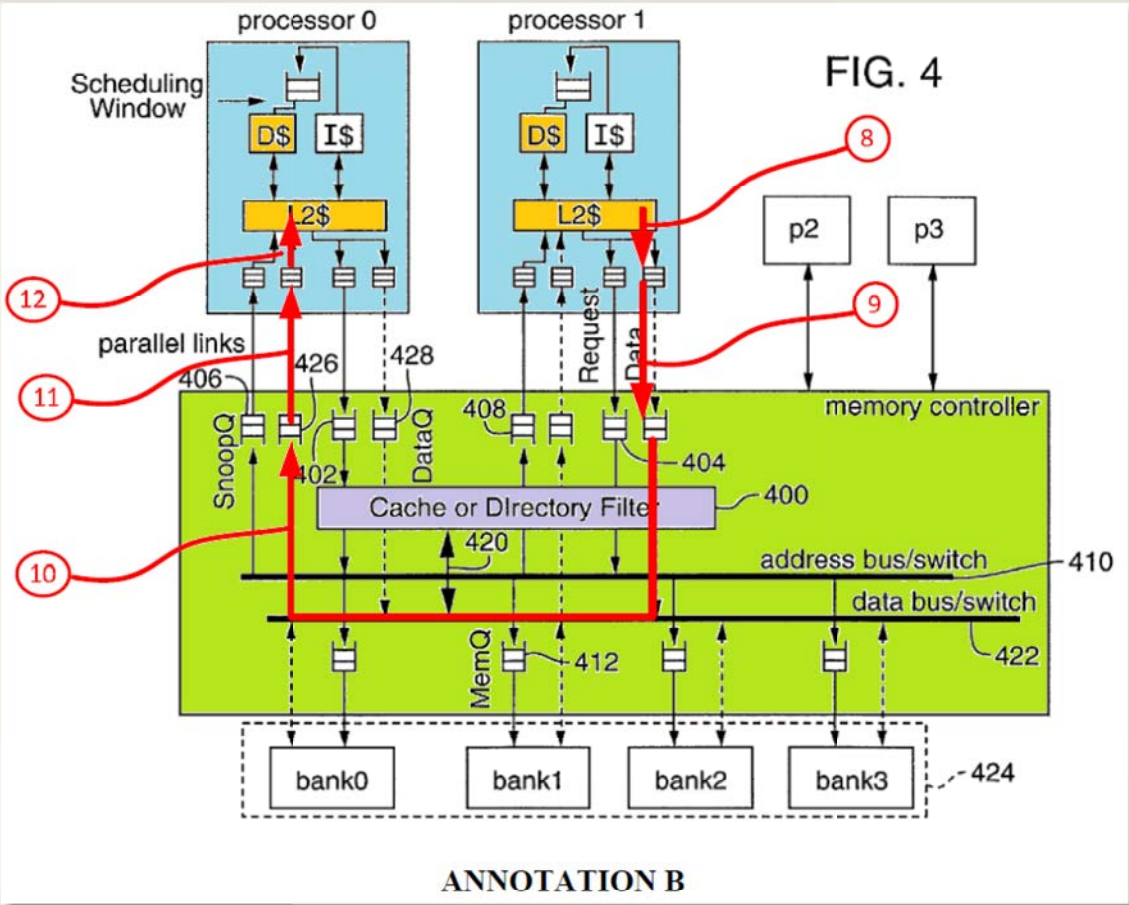 processor 0
processor 1
FIG. 4
Scheduling
Window
D$
I$
D$
I$
8
L2$
L2$
p2
p3
12
9
parallel links
Request
Data
11
406
426
428
408
memory controller
SnoopQ
402
DataQ
404
Cache or DIrectory Filter
400
10
420
address bus/switch
410
data bus/switch
MemQ
412
422
bank0
bank1
bank2
bank3
424
ANNOTATION B